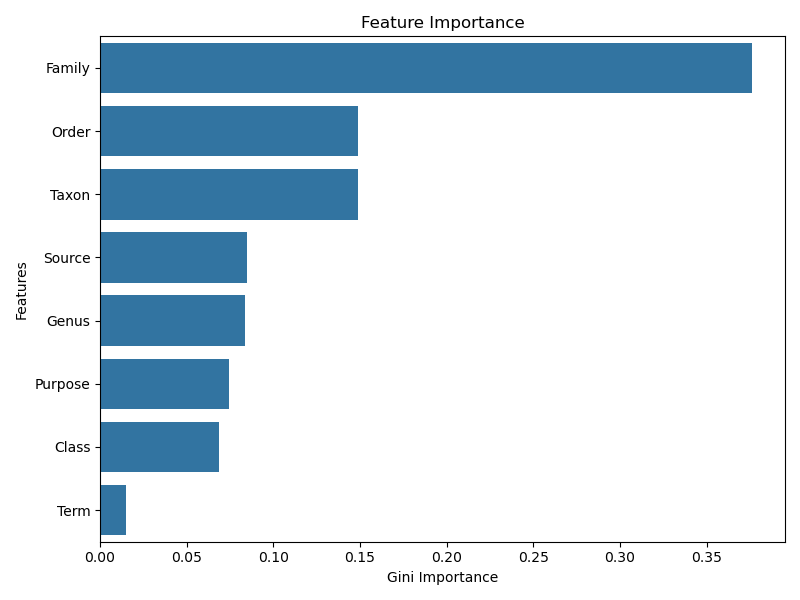 Feature Importance
Features
Family
Order
Taxon
Source
Genus
Purpose
Class
Term
0.00 0.05 0.10 0.15 0.20 0.25 0.30 0.35
Gini Importance